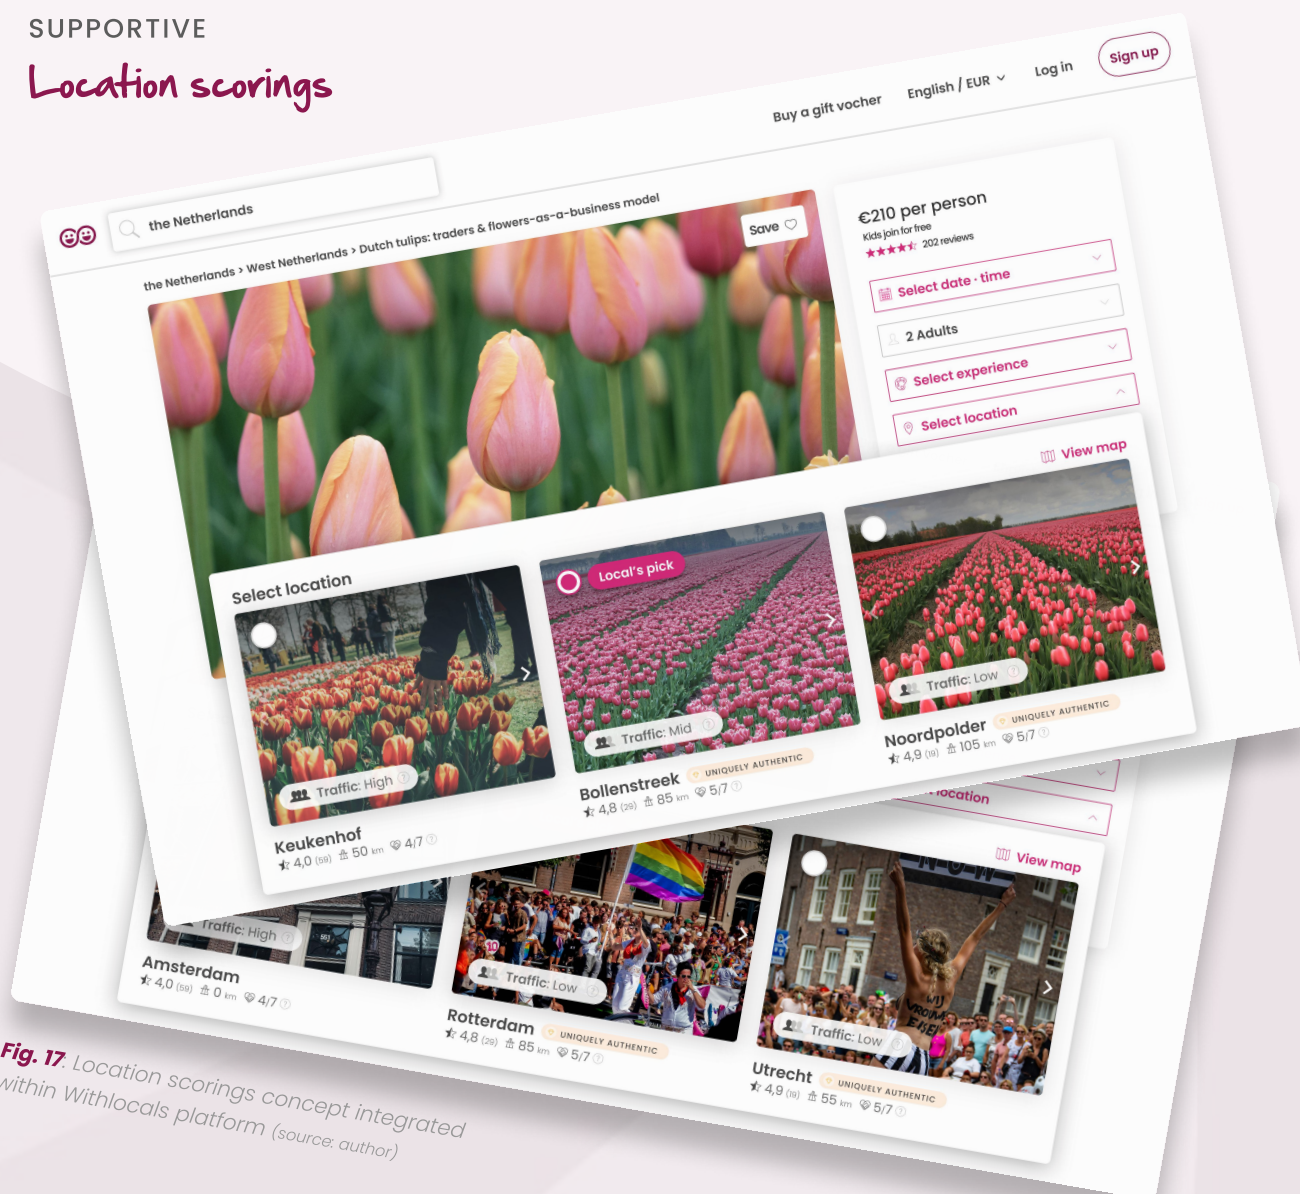 SUPPORTIVE
Location scorings
the Netherlands
Buy a gift vocher
English / EUR
Log in
Sign up
the Netherlands > West Netherlands > Dutch tulips: traders & flowers-as-a-business model
Save
€210 per person
Kids join for free
202 reviews
Select date · time
2 Adults
Select experience
Select location
View map
Select location
Traffic: High
Keukenhof
4,0 (59) 50 km 4/7
Local's pick
Traffic: Mid
Bollenstreek UNIQUELY AUTHENTIC
4,8 (29) 85 km 5/7
Traffic: Low
Noordpolder UNIQUELY AUTHENTIC
4,9 (19) 105 km 5/7
location
View map
Traffic: High
Amsterdam
4,0 (59) 0 km 4/7
10
Traffic: Low
Rotterdam UNIQUELY AUTHENTIC
4,8 (29) 85 km 5/7
WIJ
VROUWE
EISEN
Traffic: Low
Utrecht UNIQUELY AUTHENTIC
4,9 (19) 55 km 5/7
Fig. 17: Location scorings concept integrated
within Withlocals platform (source: author)